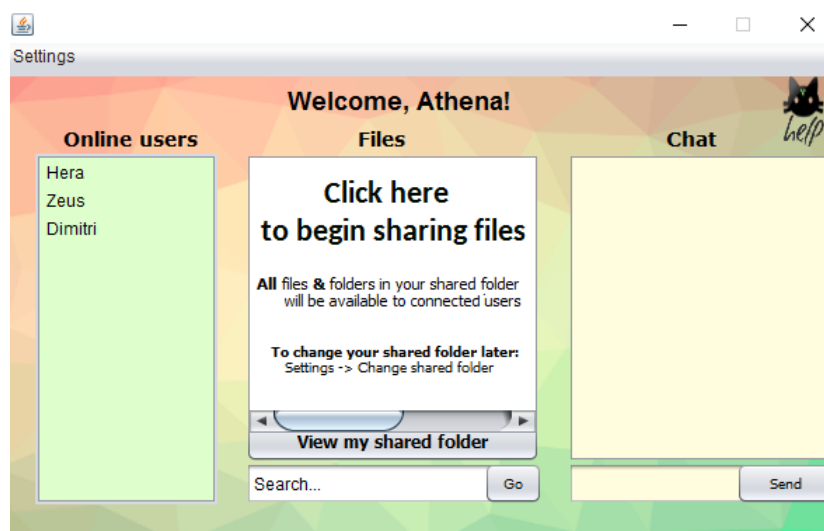 Settings
Welcome, Athena!
help
Online users
Files
Chat
Hera
Zeus
Dimitri
Click here
to begin sharing files
All files & folders in your shared folder
will be available to connected users
To change your shared folder later:
Settings -> Change shared folder
View my shared folder
Search...
Go
Send